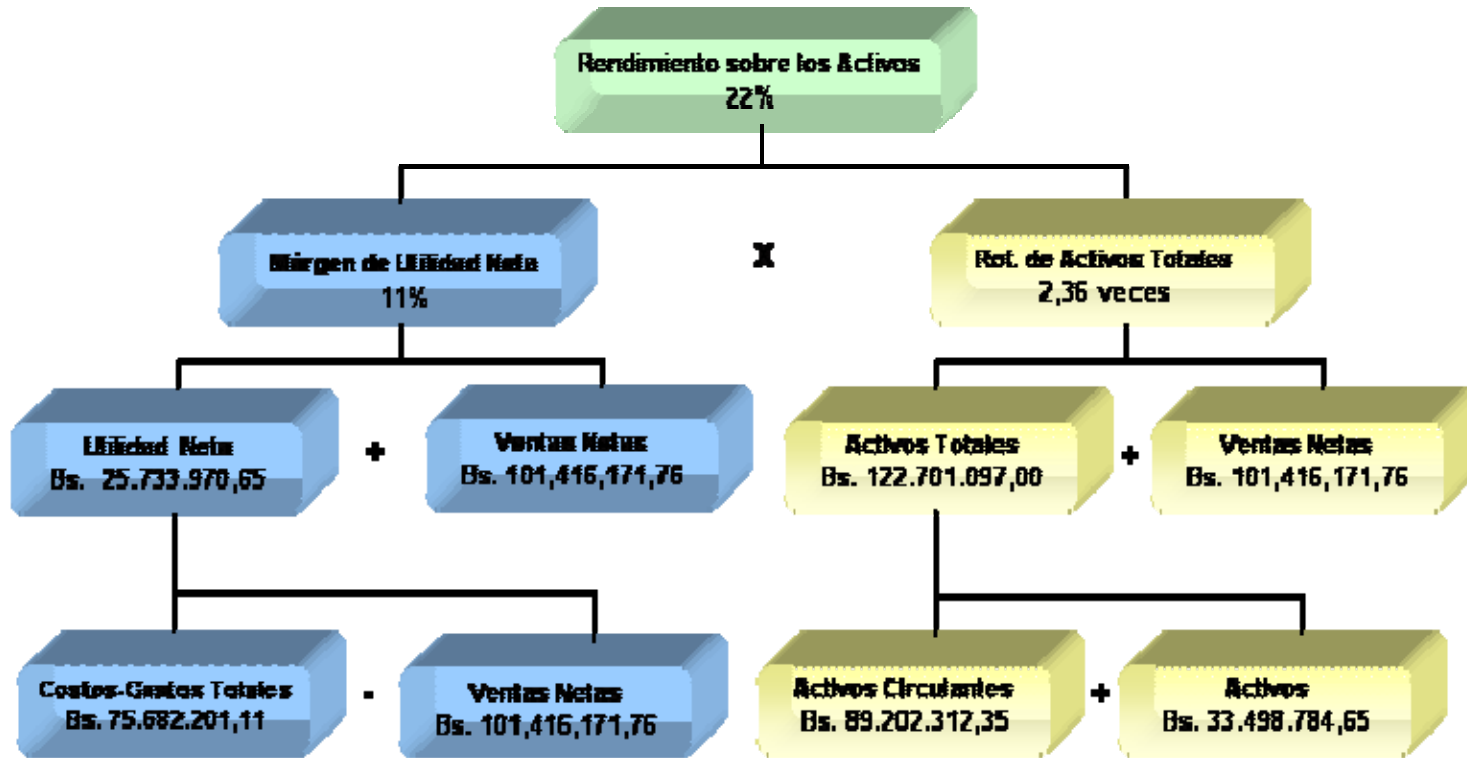 Rendimiento sobre los Activos
22%
Márgen de Utilidad Neta
11%
X
Rot. de Activos Totales
2,36 veces
Utilidad Neta
Bs. 25.733.970,65
+
Ventas Netas
Bs. 101,416,171,76
Activos Totales
Bs. 122.701.097,00
+
Ventas Netas
Bs. 101,416,171,76
Costos-Gastos Totales
Bs. 75.682.201,11
-
Ventas Netas
Bs. 101,416,171,76
Activos Circulantes
Bs. 89.202.312,35
+
Activos
Bs. 33.498.784,65